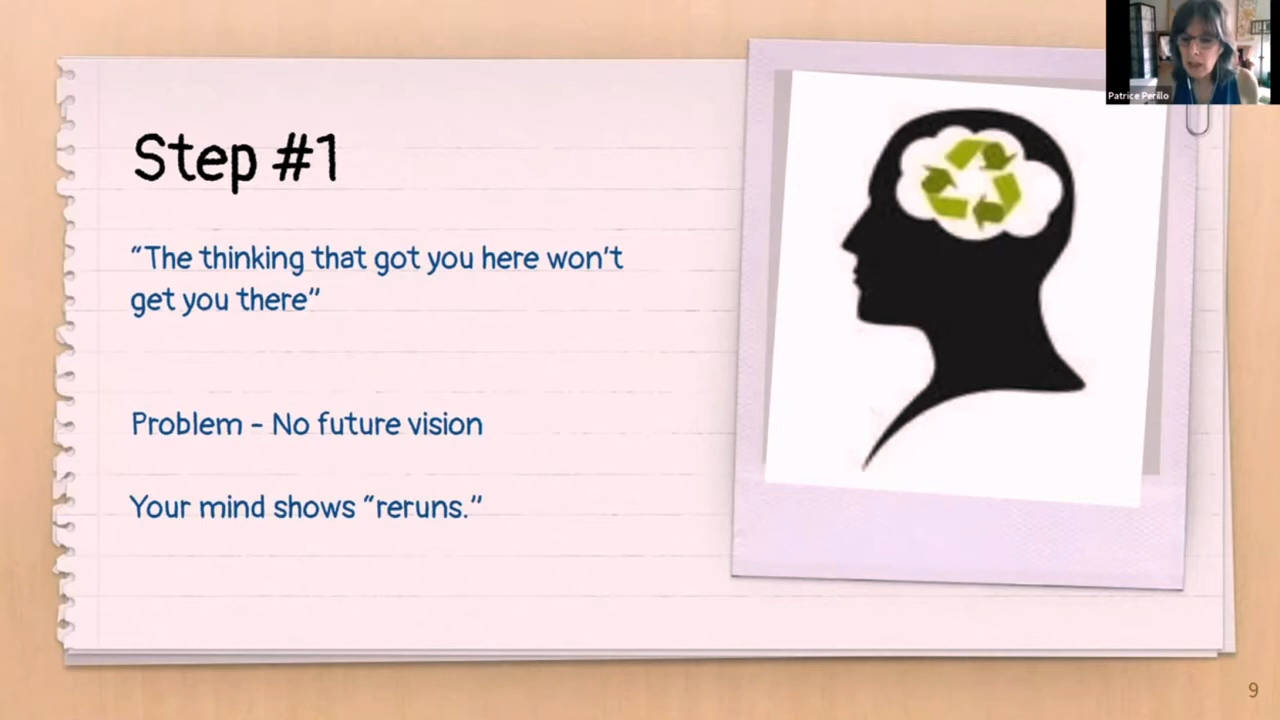 Patrice Perillo
Step #1
“The thinking that got you here won’t
get you there”
Problem - No future vision
Your mind shows “reruns.”
9